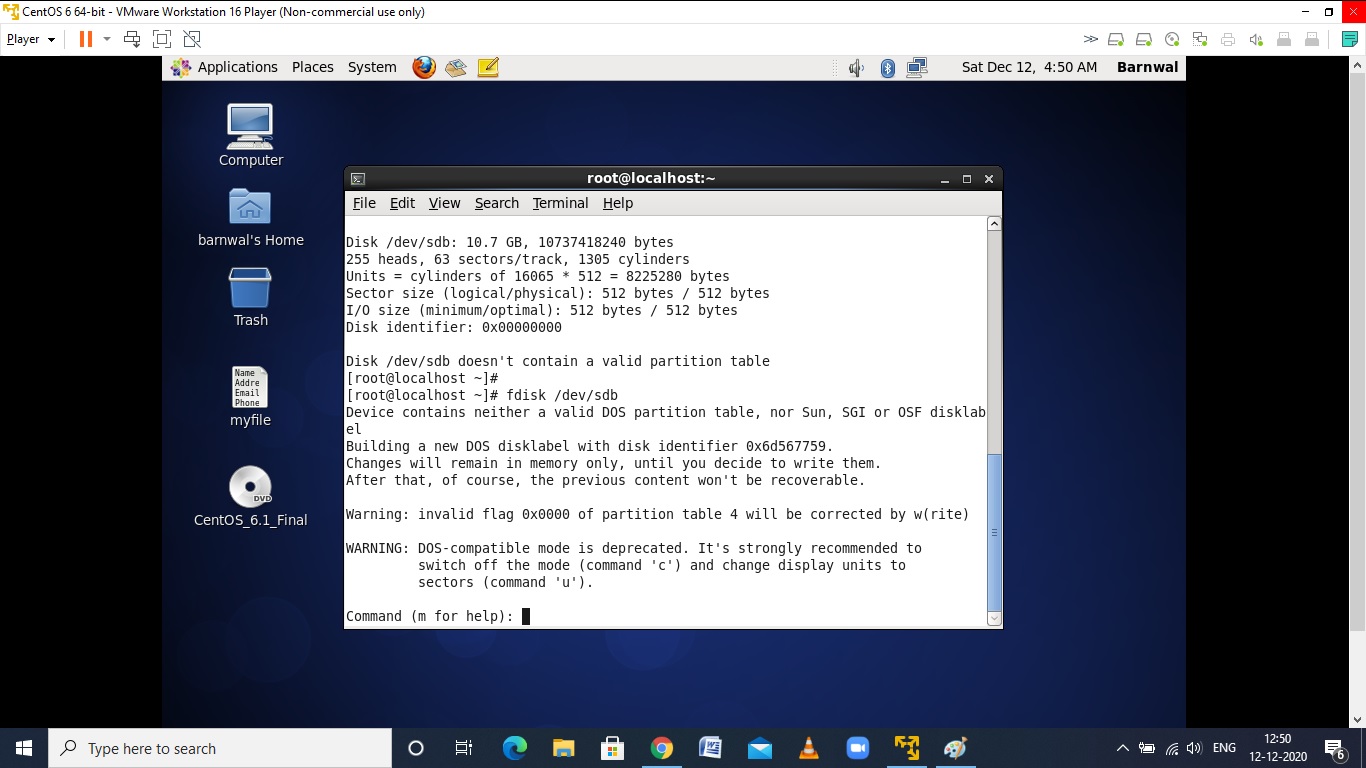 CentOS 6 64-bit - VMware Workstation 16 Player (Non-commercial use only)
Player
Applications Places System
Sat Dec 12, 4:50 AM Barnwal
Computer
barnwal's Home
Trash
Name
Addre
Email
Phone
myfile
DVD
CentOS_6.1_Final
root@localhost:~
File Edit View Search Terminal Help
Disk /dev/sdb: 10.7 GB, 10737418240 bytes
255 heads, 63 sectors/track, 1305 cylinders
Units = cylinders of 16065 * 512 = 8225280 bytes
Sector size (logical/physical): 512 bytes / 512 bytes
I/O size (minimum/optimal): 512 bytes / 512 bytes
Disk identifier: 0x00000000
Disk /dev/sdb doesn't contain a valid partition table
[root@localhost ~]#
[root@localhost ~]# fdisk /dev/sdb
Device contains neither a valid DOS partition table, nor Sun, SGI or OSF disklab
el
Building a new DOS disklabel with disk identifier 0x6d567759.
Changes will remain in memory only, until you decide to write them.
After that, of course, the previous content won't be recoverable.
Warning: invalid flag 0x0000 of partition table 4 will be corrected by w(rite)
WARNING: DOS-compatible mode is deprecated. It's strongly recommended to
switch off the mode (command 'c') and change display units to
sectors (command 'u').
Command (m for help):
Type here to search
ENG
12:50
12-12-2020
6